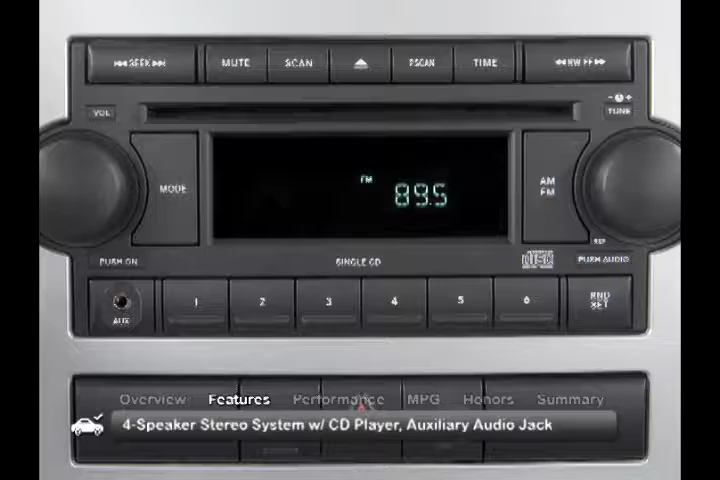 SEEK
MUTE
SCAN
P.SCAN
TIME
RW FF
VOL
TUNE
MODE
FM
89.5
AM
FM
PUSH ON
SINGLE CD
DISC
PUSH AUDIO
AUX
1
2
3
4
5
6
RND
SET
Overview Features Performance MPG Honors Summary
4-Speaker Stereo System w/ CD Player, Auxiliary Audio Jack